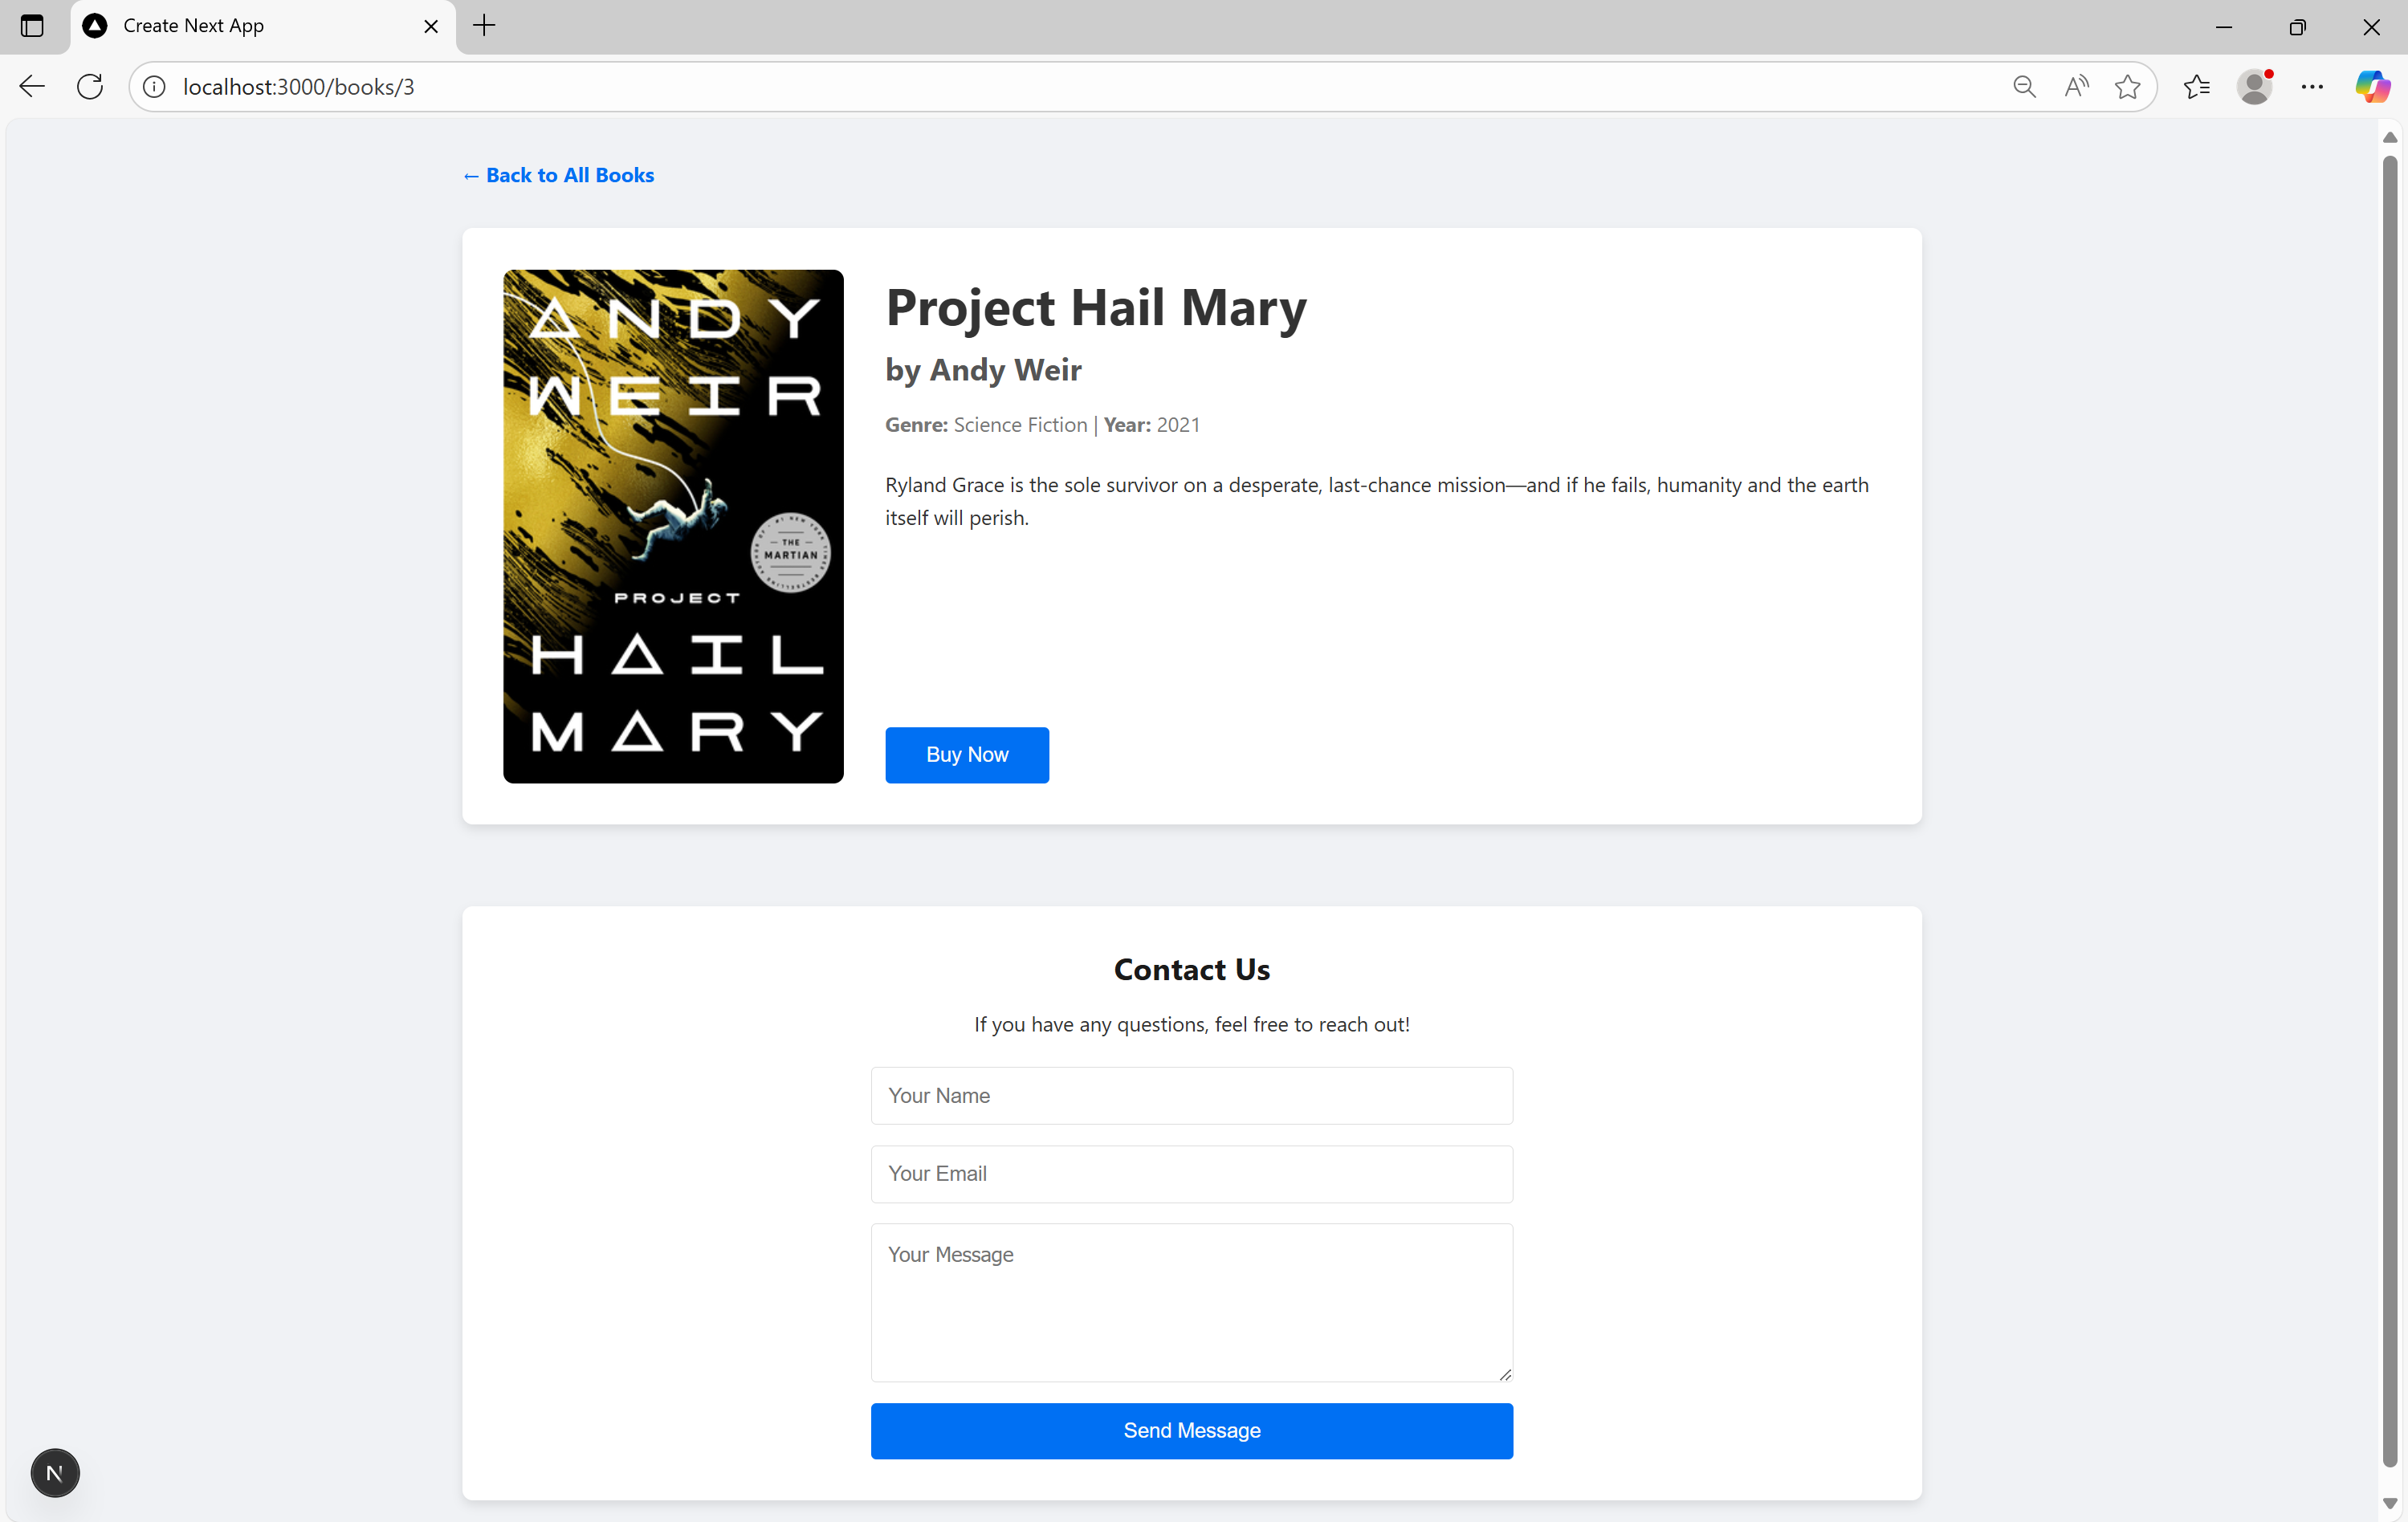 Create Next App
localhost:3000/books/3
← Back to All Books
ANDY
WEIR
THE
MARTIAN
PROJECT
HAIL
MARY
Project Hail Mary
by Andy Weir
Genre: Science Fiction | Year: 2021
Ryland Grace is the sole survivor on a desperate, last-chance mission—and if he fails, humanity and the earth
itself will perish.
Buy Now
Contact Us
If you have any questions, feel free to reach out!
Your Name
Your Email
Your Message
Send Message
N